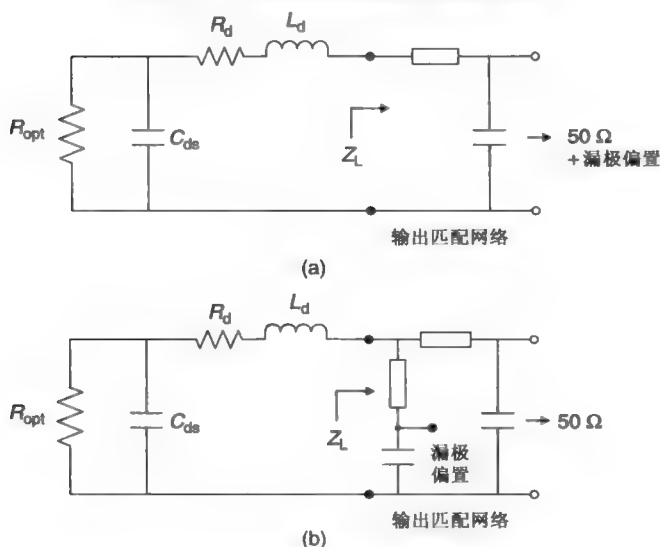 R_d
L_d
R_opt
C_ds
Z_L
50 Ω
+漏极偏置
输出匹配网络
(a)
R_d
L_d
R_opt
C_ds
Z_L
漏极
偏置
50 Ω
输出匹配网络
(b)